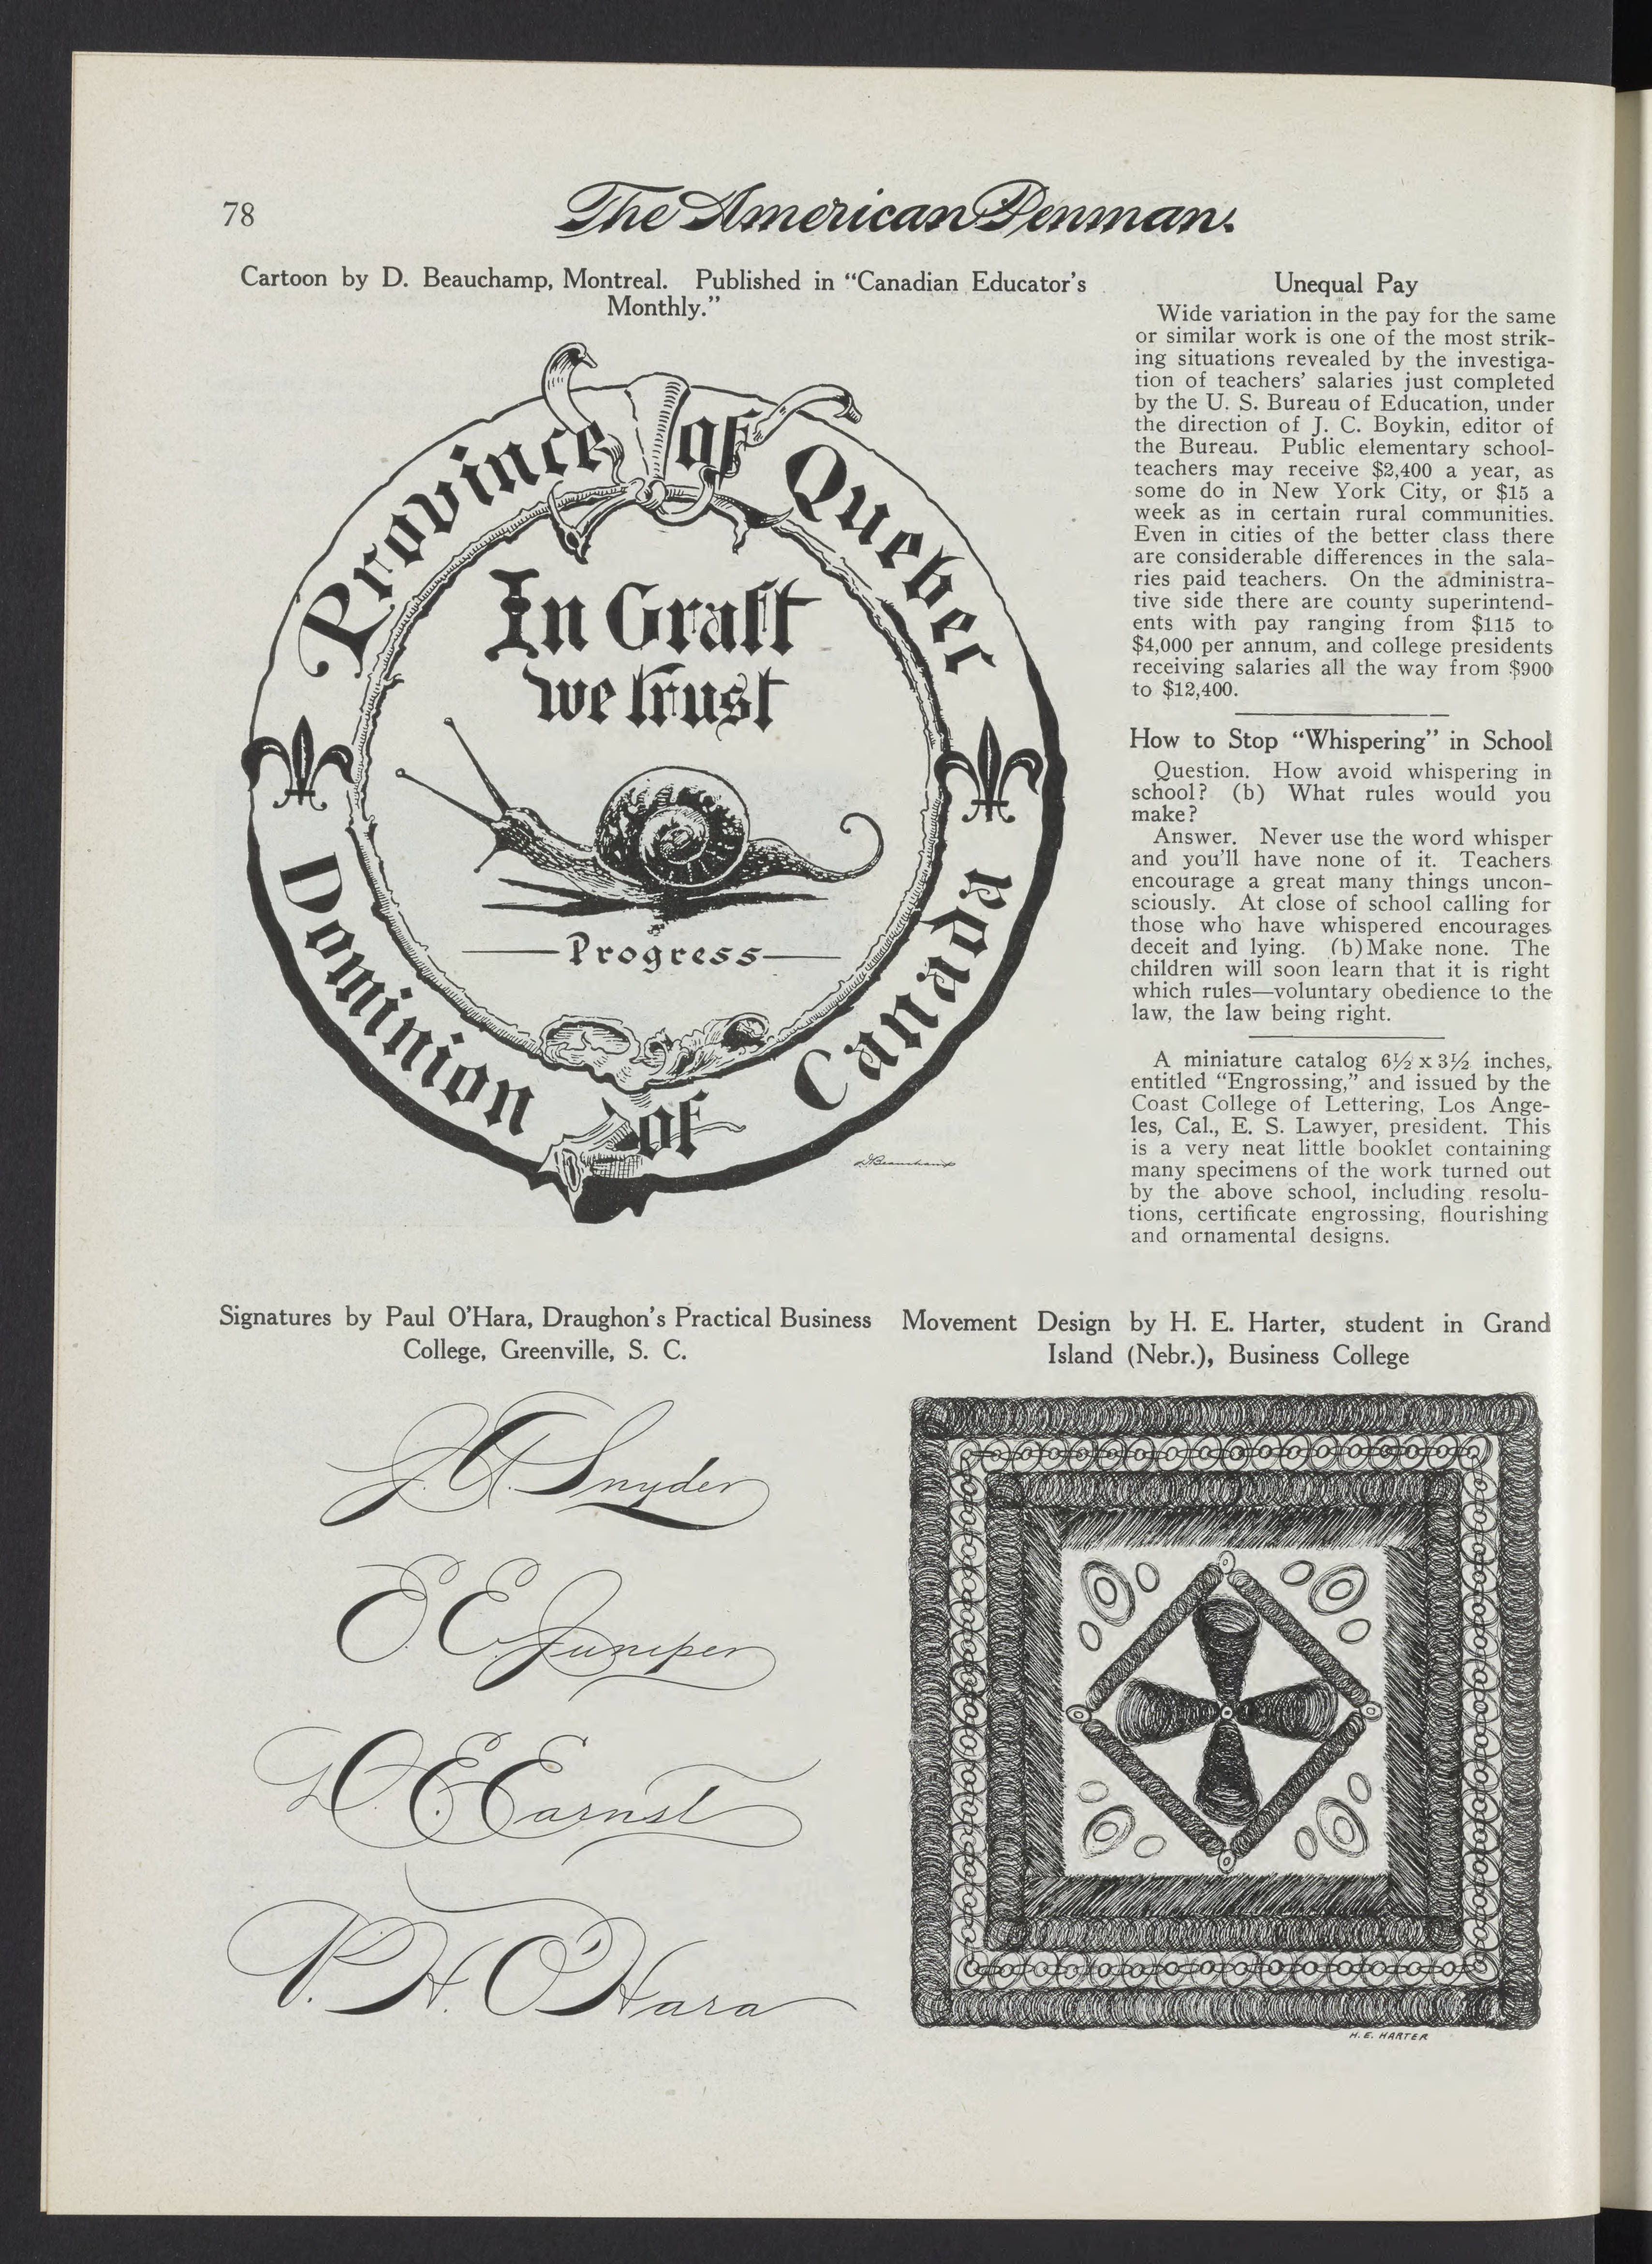 78
The American Penman.
Cartoon by D. Beauchamp, Montreal. Published in “Canadian Educator’s
Monthly.”
Province of Quebec
In Graft
we trust
Progress
Dominion of Canada
D Beauchamp
Unequal Pay
Wide variation in the pay for the same
or similar work is one of the most strik-
ing situations revealed by the investiga-
tion of teachers’ salaries just completed
by the U. S. Bureau of Education, under
the direction of J. C. Boykin, editor of
the Bureau. Public elementary school-
teachers may receive $2,400 a year, as
some do in New York City, or $15 a
week as in certain rural communities.
Even in cities of the better class there
are considerable differences in the sala-
ries paid teachers. On the administra-
tive side there are county superintend-
ents with pay ranging from $115 to
$4,000 per annum, and college presidents
receiving salaries all the way from $900
to $12,400.
How to Stop “Whispering” in School
Question. How avoid whispering in
school? (b) What rules would you
make?
Answer. Never use the word whisper
and you’ll have none of it. Teachers
encourage a great many things uncon-
sciously. At close of school calling for
those who have whispered encourages
deceit and lying. (b) Make none. The
children will soon learn that it is right
which rules—voluntary obedience to the
law, the law being right.
A miniature catalog 6½ x 3½ inches,
entitled “Engrossing,” and issued by the
Coast College of Lettering, Los Ange-
les, Cal., E. S. Lawyer, president. This
is a very neat little booklet containing
many specimens of the work turned out
by the above school, including resolu-
tions, certificate engrossing, flourishing
and ornamental designs.
Signatures by Paul O’Hara, Draughon’s Practical Business
College, Greenville, S. C.
J. A. Snyder
E. E. Juniper
D. E. Earnst
P. H. O'Hara
Movement Design by H. E. Harter, student in Grand
Island (Nebr.), Business College
H. E. HARTER